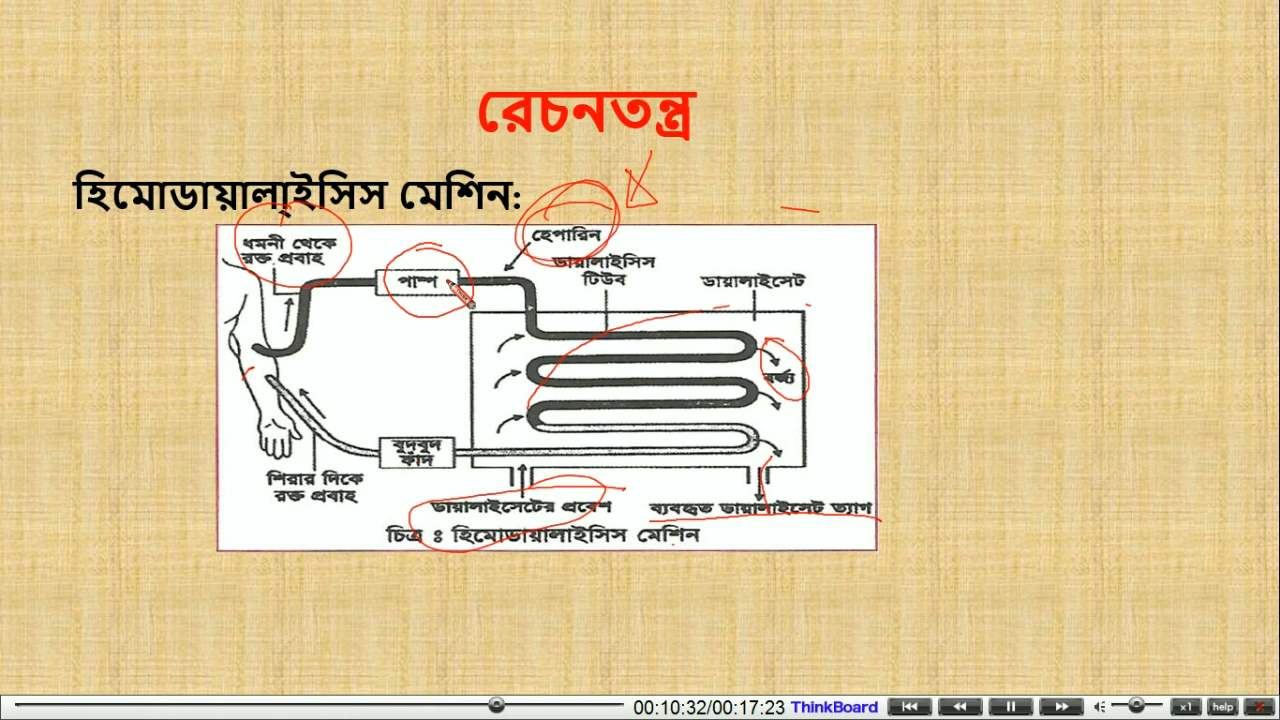 রেচনতন্ত্র
হিমোডায়ালা্ইসিস মেশিন:
ধমনী থেকে
রক্ত প্রবাহ
পাম্প
হেপারিন
ডায়ালাইসিস
টিউব
ডায়ালাইসেট
বর্জ্য
বুদবুদ
ফাঁদ
শিরার দিকে
রক্ত প্রবাহ
ডায়ালাইসেটের প্রবেশ
ব্যবহৃত ডায়ালাইসেট ত্যাগ
চিত্র ঃ হিমোডায়ালাইসিস মেশিন
00:10:32/00:17:23 ThinkBoard
x1
help